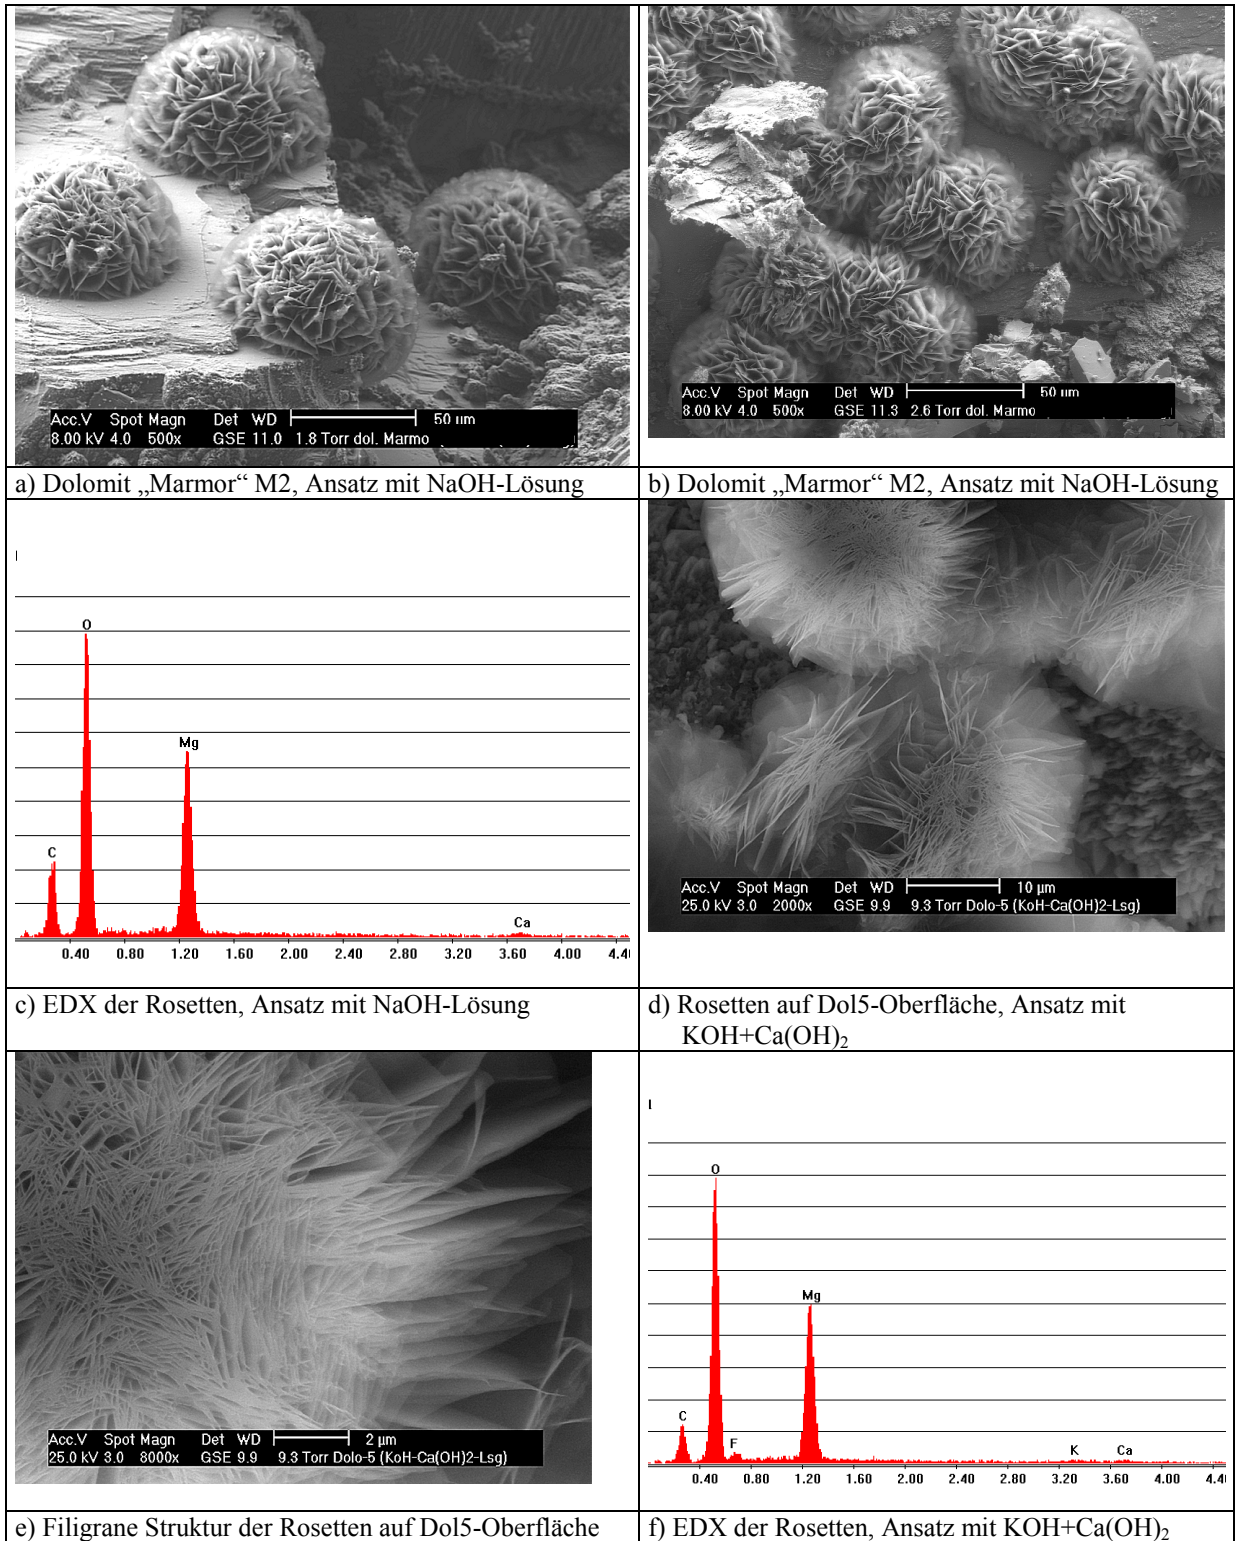 Acc.V Spot Magn Det WD 50 µm
8.00 kV 4.0 500x GSE 11.0 1.8 Torr dol. Marmo
Acc.V Spot Magn Det WD 50 µm
8.00 kV 4.0 500x GSE 11.3 2.6 Torr dol. Marmo
a) Dolomit „Marmor“ M2, Ansatz mit NaOH-Lösung
b) Dolomit „Marmor“ M2, Ansatz mit NaOH-Lösung
O
Mg
C
Ca
0.40 0.80 1.20 1.60 2.00 2.40 2.80 3.20 3.60 4.00 4.4
Acc.V Spot Magn Det WD 10 µm
25.0 kV 3.0 2000x GSE 9.9 9.3 Torr Dolo-5 (KoH-Ca(OH)2-Lsg)
c) EDX der Rosetten, Ansatz mit NaOH-Lösung
d) Rosetten auf Dol5-Oberfläche, Ansatz mit
KOH+Ca(OH)₂
Acc.V Spot Magn Det WD 2 µm
25.0 kV 3.0 8000x GSE 9.9 9.3 Torr Dolo-5 (KoH-Ca(OH)2-Lsg)
O
Mg
C
F
K Ca
0.40 0.80 1.20 1.60 2.00 2.40 2.80 3.20 3.60 4.00 4.4
e) Filigrane Struktur der Rosetten auf Dol5-Oberfläche
f) EDX der Rosetten, Ansatz mit KOH+Ca(OH)₂